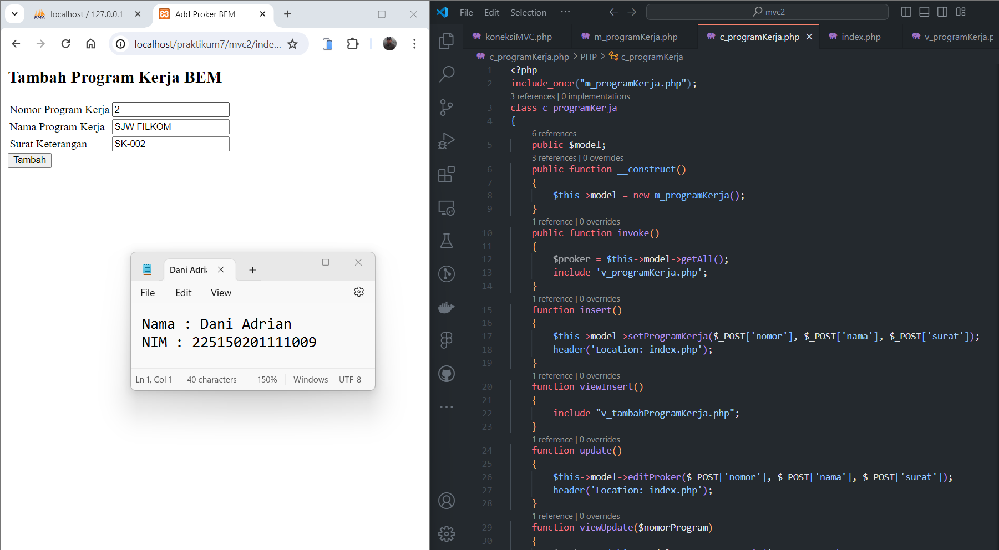 localhost / 127.0.0.1
Add Proker BEM
localhost/praktikum7/mvc2/inde...
Tambah Program Kerja BEM
Nomor Program Kerja 2
Nama Program Kerja SJW FILKOM
Surat Keterangan SK-002
Tambah
Dani Adri
File Edit View
Nama : Dani Adrian
NIM : 225150201111009
Ln 1, Col 1 40 characters 150% Windows UTF-8
File Edit Selection ... mvc2
koneksiMVC.php m_programKerja.php c_programKerja.php index.php v_programKerja.p
c_programKerja.php > PHP > c_programKerja
1 <?php
2 include_once("m_programKerja.php");
3 references | 0 implementations
3 class c_programKerja
4 {
6 references
5 public $model;
3 references | 0 overrides
6 public function __construct()
7 {
8 $this->model = new m_programKerja();
9 }
1 reference | 0 overrides
10 public function invoke()
11 {
12 $proker = $this->model->getAll();
13 include 'v_programKerja.php';
14 }
1 reference | 0 overrides
15 function insert()
16 {
17 $this->model->setProgramKerja($_POST['nomor'], $_POST['nama'], $_POST['surat']);
18 header('Location: index.php');
19 }
1 reference | 0 overrides
20 function viewInsert()
21 {
22 include "v_tambahProgramKerja.php";
23 }
1 reference | 0 overrides
24 function update()
25 {
26 $this->model->editProker($_POST['nomor'], $_POST['nama'], $_POST['surat']);
27 header('Location: index.php');
28 }
1 reference | 0 overrides
29 function viewUpdate($nomorProgram)
30 {